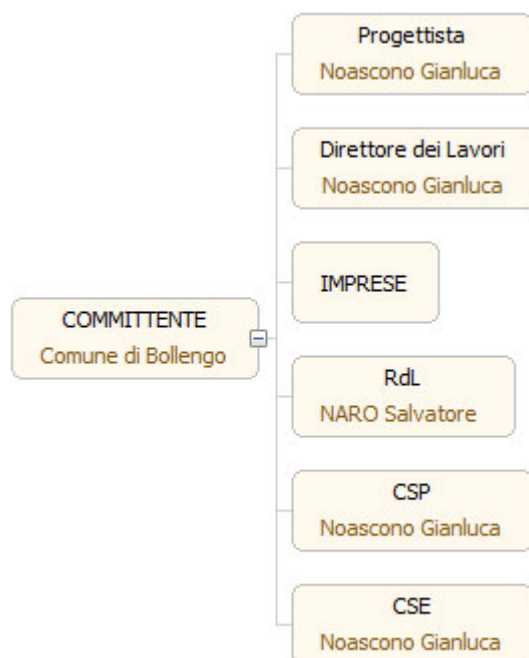 Progettista
Noascono Gianluca
Direttore dei Lavori
Noascono Gianluca
IMPRESE
COMMITTENTE
Comune di Bollengo
RdL
NARO Salvatore
CSP
Noascono Gianluca
CSE
Noascono Gianluca